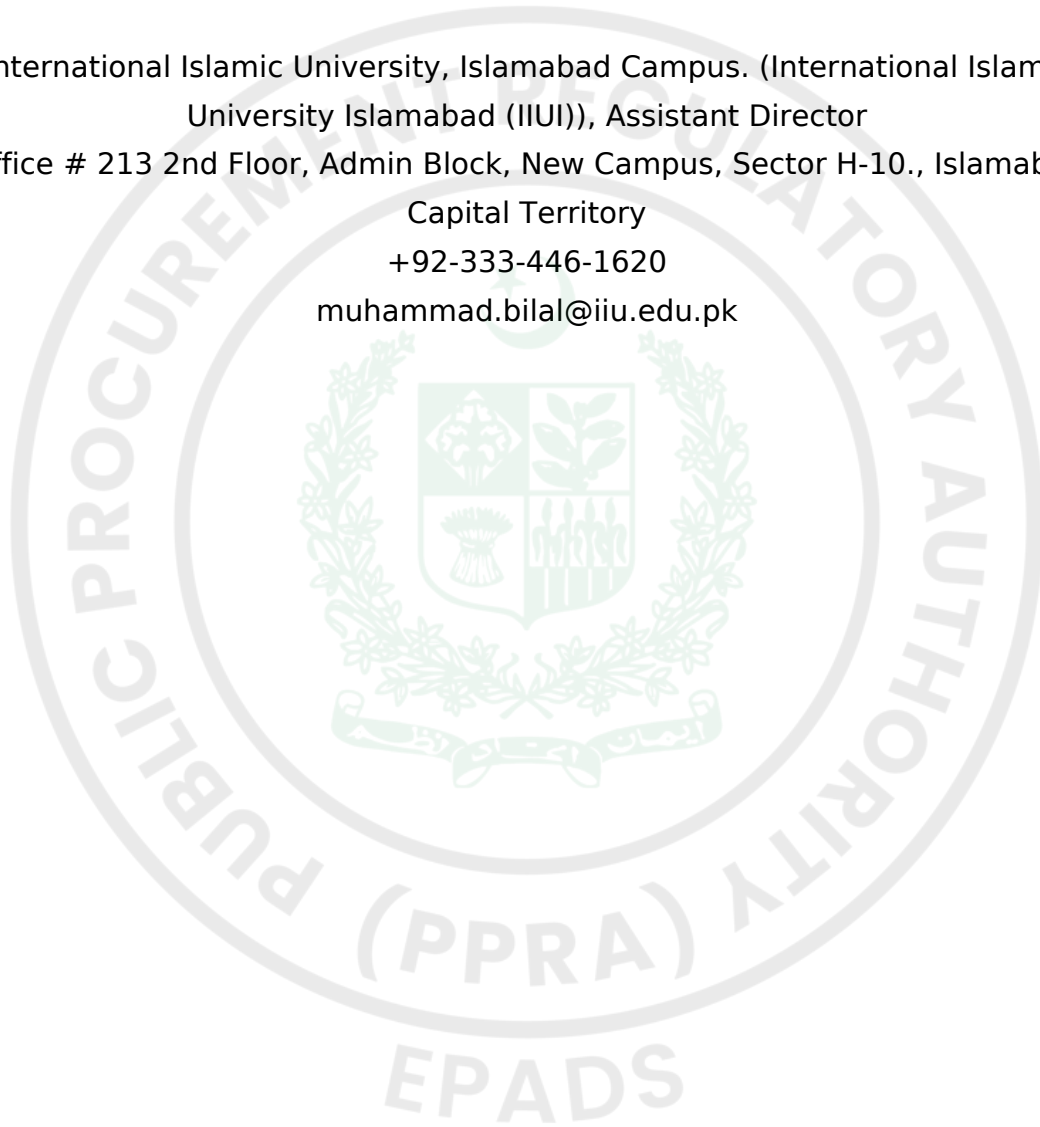 nternational Islamic University, Islamabad Campus. (International Islam
University Islamabad (IIUI)), Assistant Director
ffice # 213 2nd Floor, Admin Block, New Campus, Sector H-10., Islamab
Capital Territory
+92-333-446-1620
muhammad.bilal@iiu.edu.pk
PUBLIC PROCUREMENT REGULATORY AUTHORITY
(PPRA)
EPADS